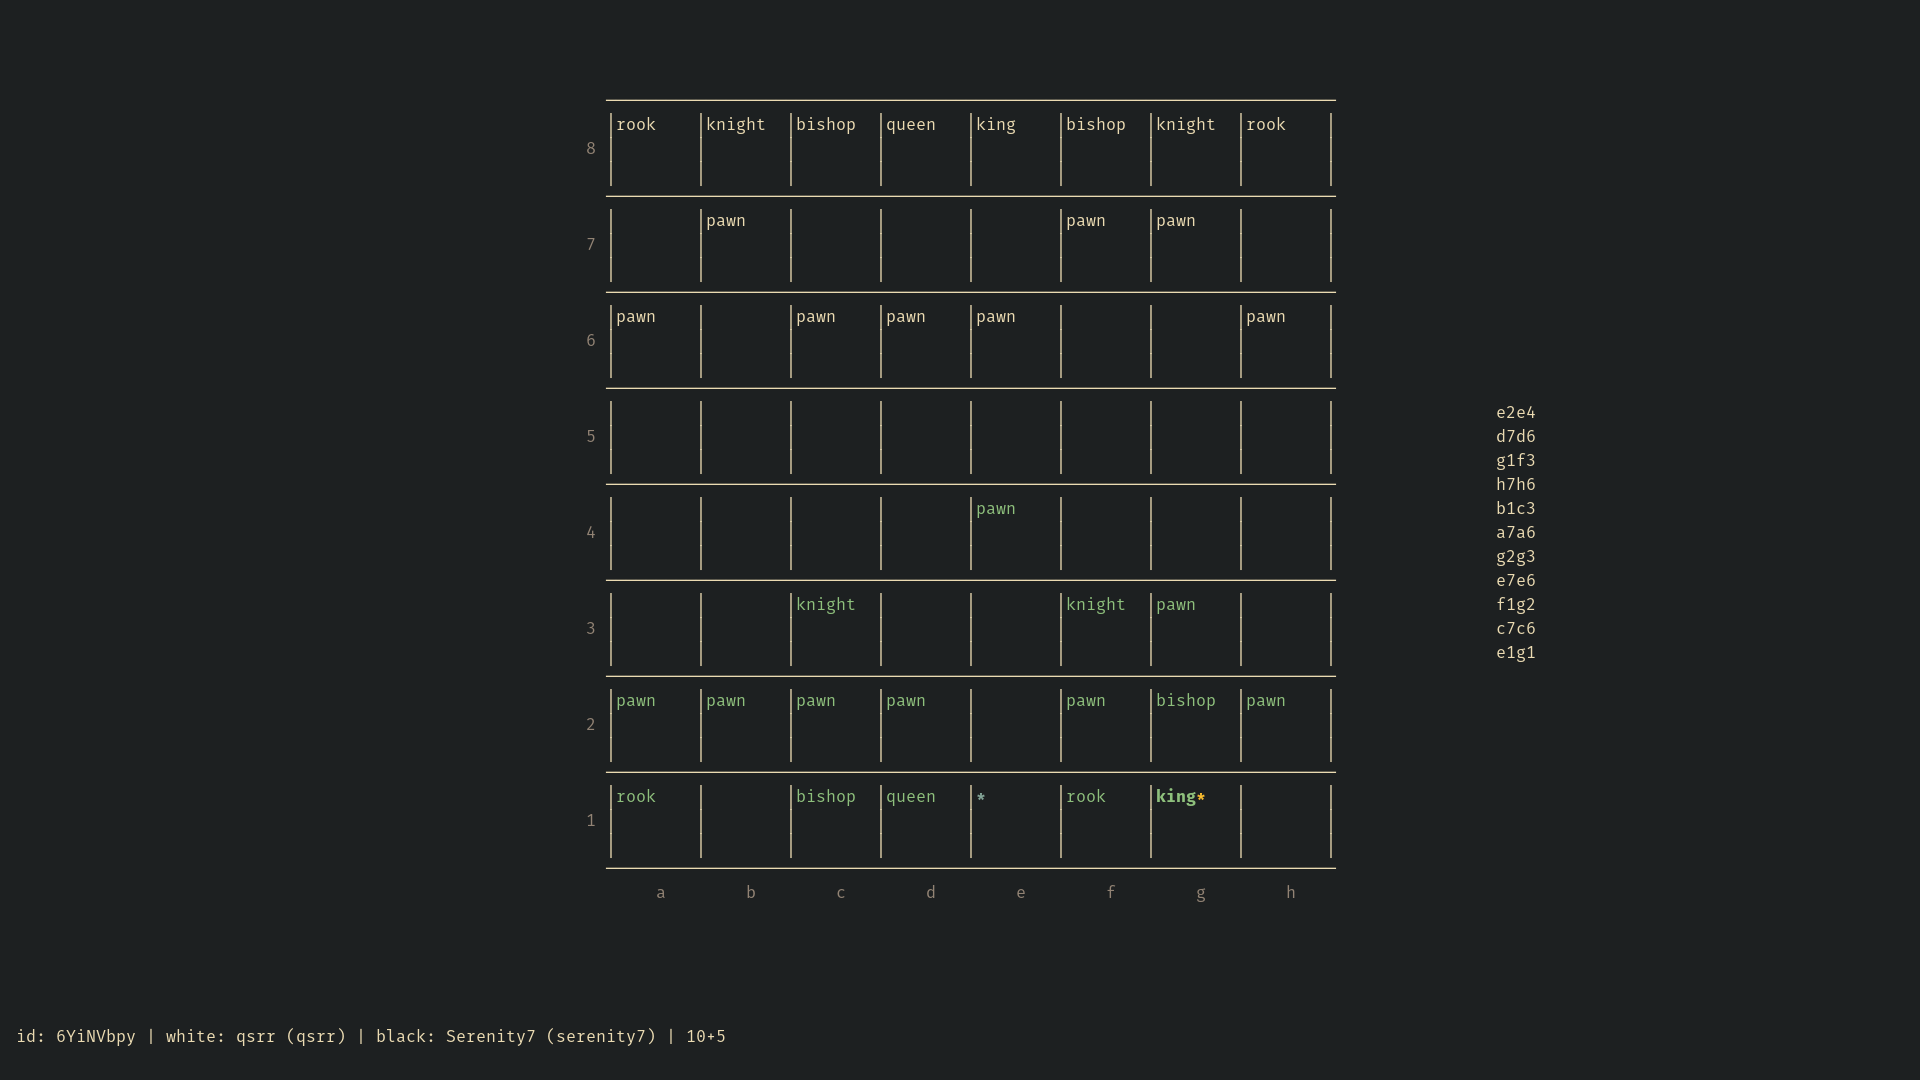 rook knight bishop queen king bishop knight rook
8
pawn pawn pawn
7
pawn pawn pawn pawn pawn
6
5
pawn
4
knight knight pawn
3
pawn pawn pawn pawn pawn bishop pawn
2
rook bishop queen * rook king*
1
a b c d e f g h
e2e4
d7d6
g1f3
h7h6
b1c3
a7a6
g2g3
e7e6
f1g2
c7c6
e1g1
id: 6YiNVbpy | white: qsrr (qsrr) | black: Serenity7 (serenity7) | 10+5